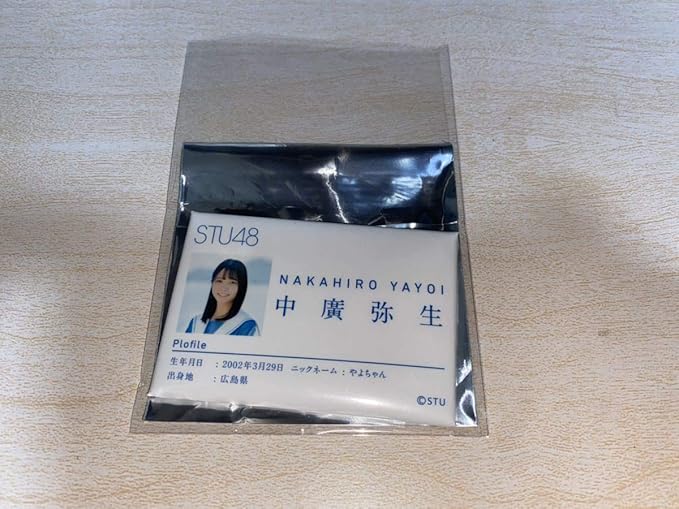 STU48
NAKAHIRO YAYOI
中廣弥生
Plofile
生年月日 : 2002年3月29日 ニックネーム : やよちゃん
出身地 : 広島県
©STU